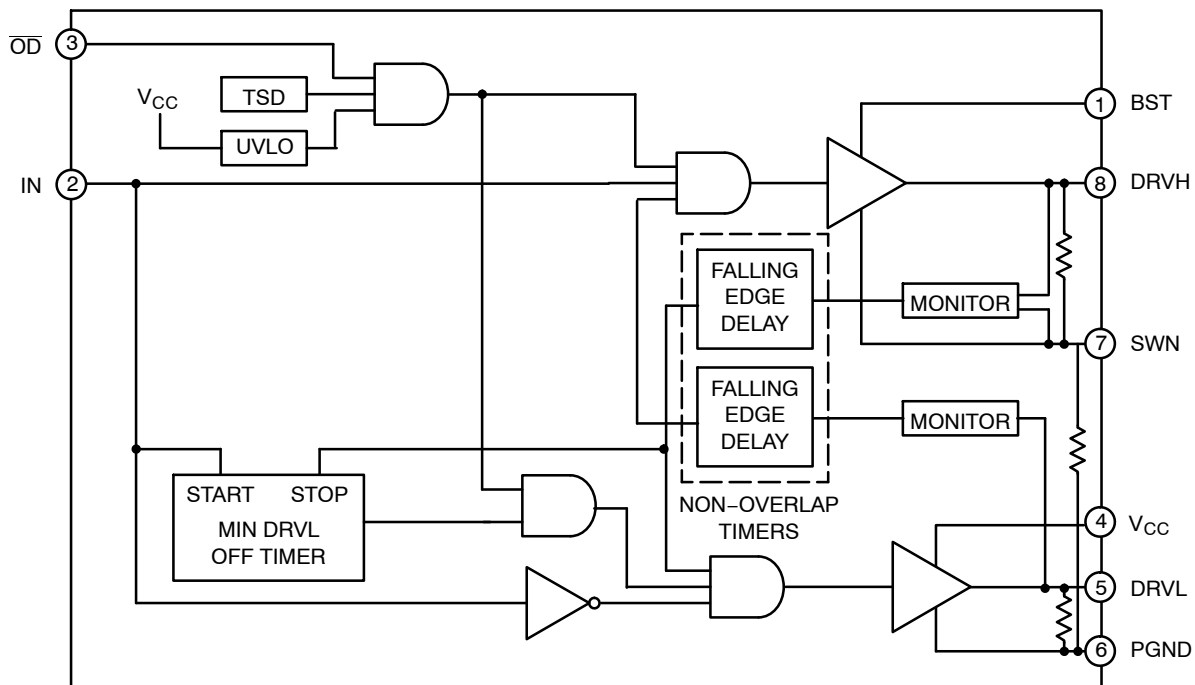 OD
3
TSD
VCC
UVLO
1
BST
IN
2
8
DRVH
FALLING
EDGE
DELAY
MONITOR
7
SWN
FALLING
EDGE
DELAY
MONITOR
START
STOP
MIN DRVL
OFF TIMER
NON–OVERLAP
TIMERS
4
VCC
5
DRVL
6
PGND